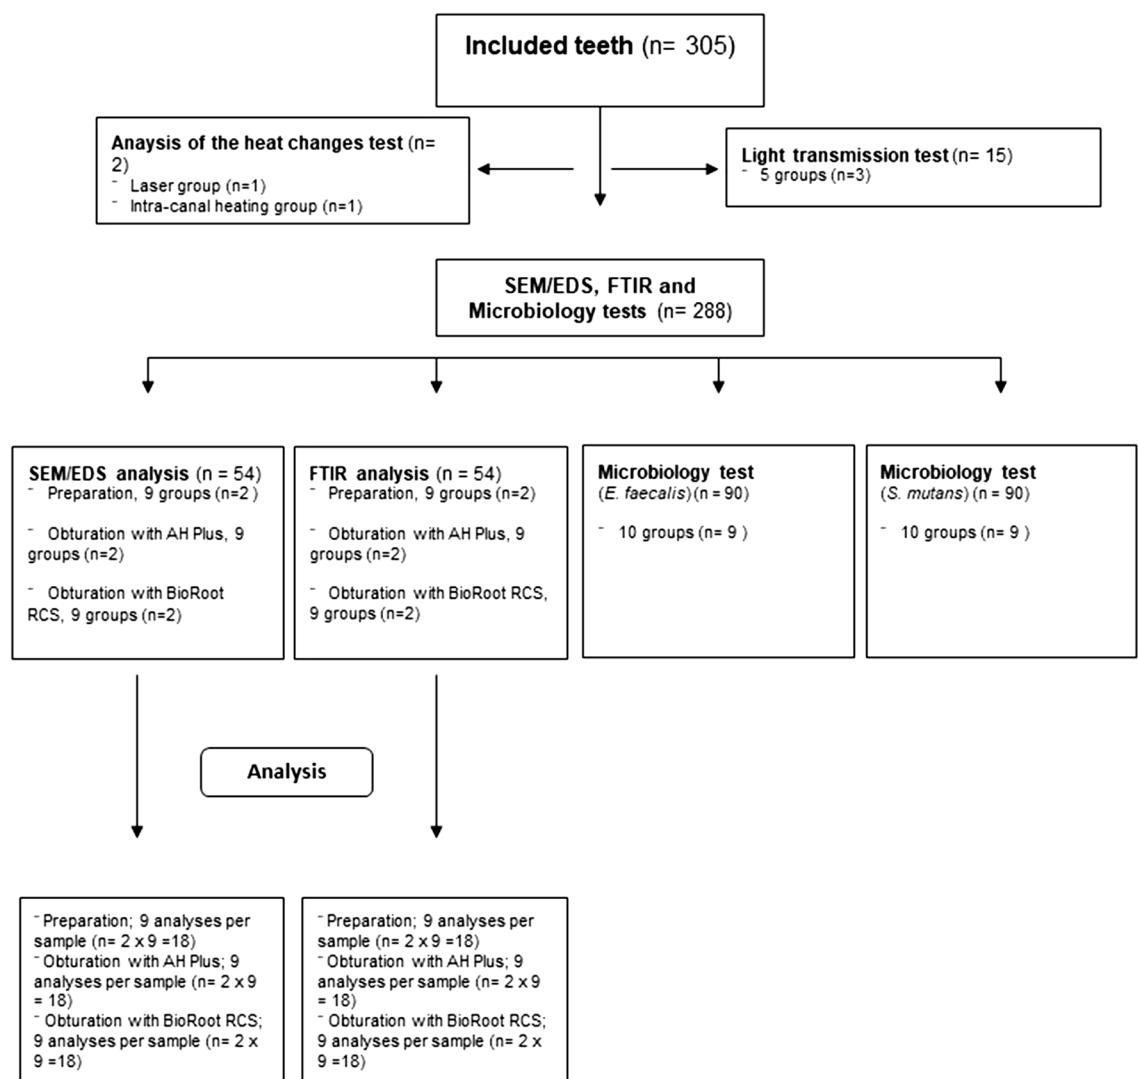 Included teeth (n= 305)
Anaysis of the heat changes test (n=
2)
- Laser group (n=1)
- Intra-canal heating group (n=1)
Light transmission test (n= 15)
- 5 groups (n=3)
SEM/EDS, FTIR and
Microbiology tests (n= 288)
SEM/EDS analysis (n = 54)
- Preparation, 9 groups (n=2 )
- Obturation with AH Plus, 9
groups (n=2)
- Obturation with BioRoot
RCS, 9 groups (n=2)
FTIR analysis (n = 54)
- Preparation, 9 groups (n=2)
- Obturation with AH Plus, 9
groups (n=2)
- Obturation with BioRoot RCS,
9 groups (n=2)
Microbiology test
(E. faecalis) (n = 90)
- 10 groups (n= 9 )
Microbiology test
(S. mutans) (n = 90)
- 10 groups (n= 9 )
Analysis
- Preparation; 9 analyses per
sample (n= 2 x 9 =18)
- Obturation with AH Plus; 9
analyses per sample (n= 2 x 9
= 18)
- Obturation with BioRoot RCS;
9 analyses per sample (n= 2 x
9 =18)
- Preparation; 9 analyses per
sample (n= 2 x 9 =18)
- Obturation with AH Plus; 9
analyses per sample (n= 2 x 9
= 18)
- Obturation with BioRoot RCS;
9 analyses per sample (n= 2 x
9 =18)